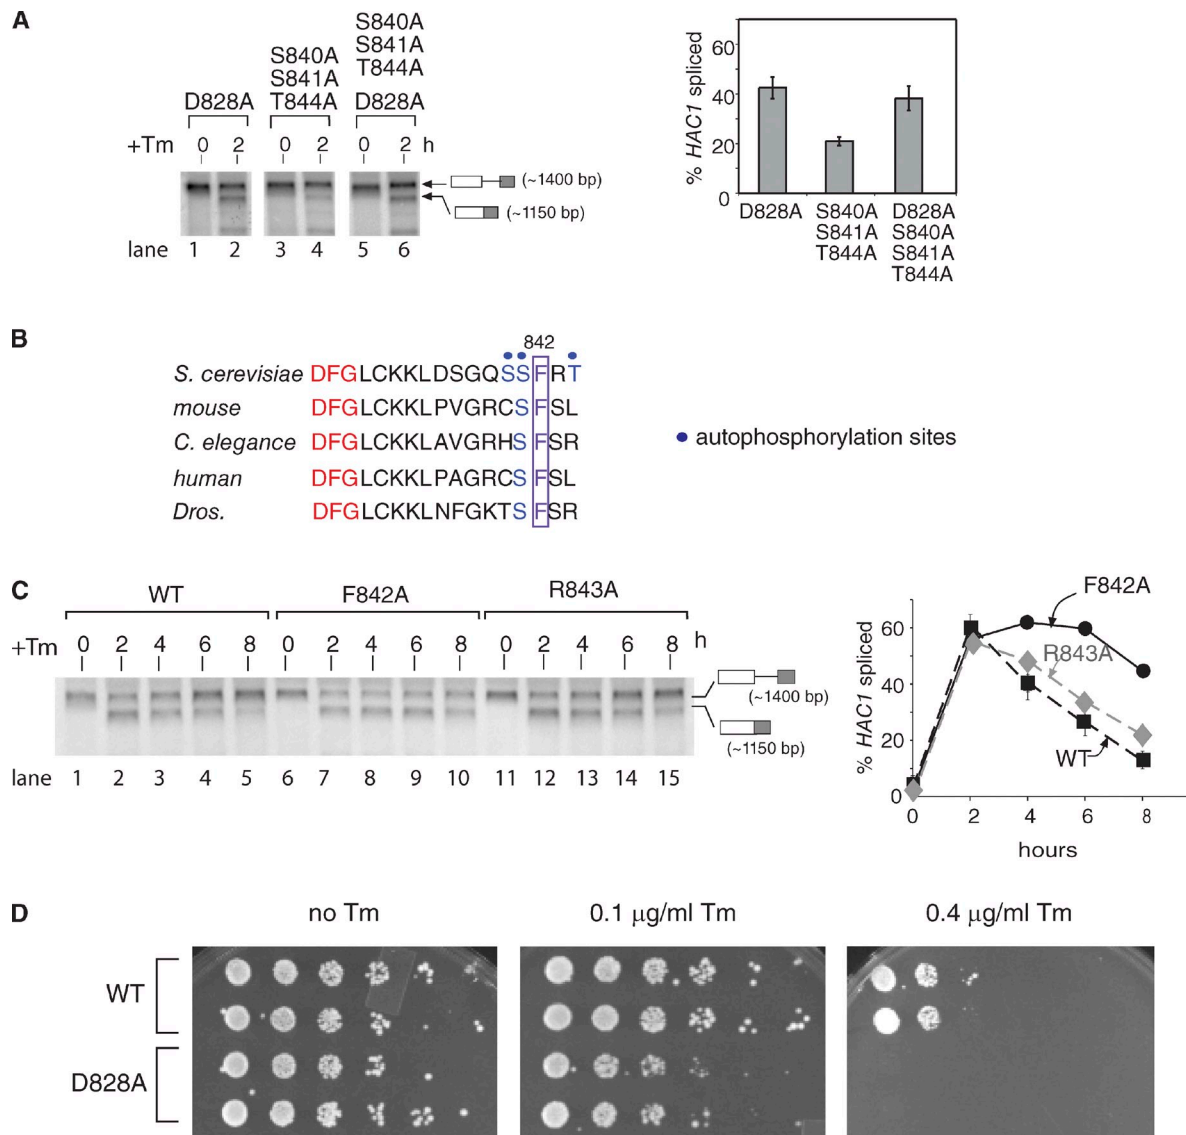 A
D828A
S840A
S841A
T844A
S840A
S841A
T844A
D828A
+Tm 0 2 0 2 0 2 h
(~1400 bp)
(~1150 bp)
lane 1 2 3 4 5 6
% HAC1 spliced
60
40
20
0
D828A S840A D828A
S841A S840A
T844A S841A
T844A
B
842
S. cerevisiae DFGLCKKLDSGQSSFRT
mouse DFGLCKKLPVGRCSFSL
C. elegance DFGLCKKLAVGRHSFSR
human DFGLCKKLPAGRCSFSL
Dros. DFGLCKKLNFGKTSFSR
autophosphorylation sites
C
WT F842A R843A
+Tm 0 2 4 6 8 0 2 4 6 8 0 2 4 6 8 h
(~1400 bp)
(~1150 bp)
lane 1 2 3 4 5 6 7 8 9 10 11 12 13 14 15
% HAC1 spliced
60
40
20
0
F842A
R843A
WT
0 2 4 6 8
hours
D
no Tm 0.1 μg/ml Tm 0.4 μg/ml Tm
WT
D828A